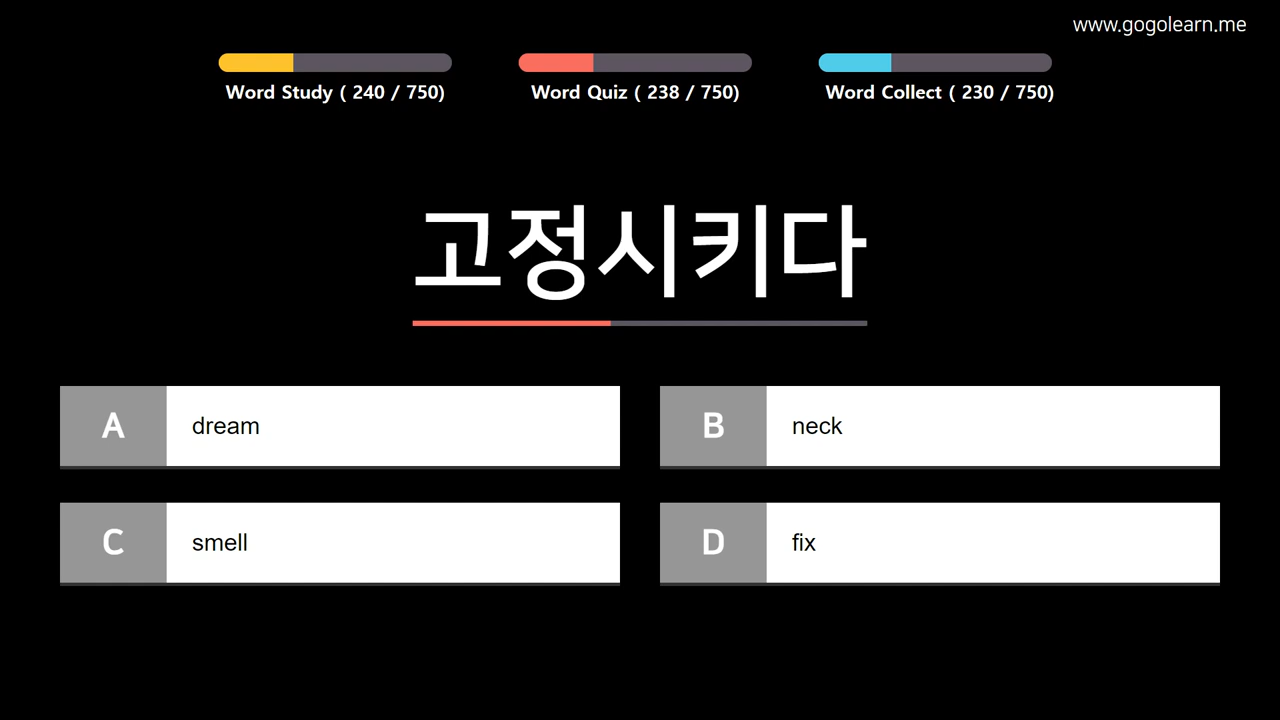 www.gogolearn.me
Word Study ( 240 / 750)
Word Quiz ( 238 / 750)
Word Collect ( 230 / 750)
고정시키다
A dream
B neck
C smell
D fix